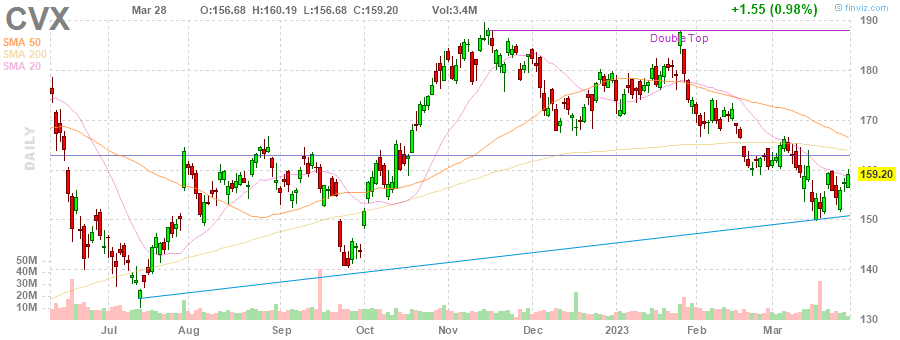 CVX
Mar 28 O:156.68 H:160.19 L:156.68 C:159.20 Vol:3.4M
+1.55 (0.98%)
© finviz.com
SMA 50
SMA 200
SMA 20
Double Top
DAILY
190
180
170
160
159.20
150
140
130
50M
40M
30M
20M
10M
Jul Aug Sep Oct Nov Dec 2023 Feb Mar